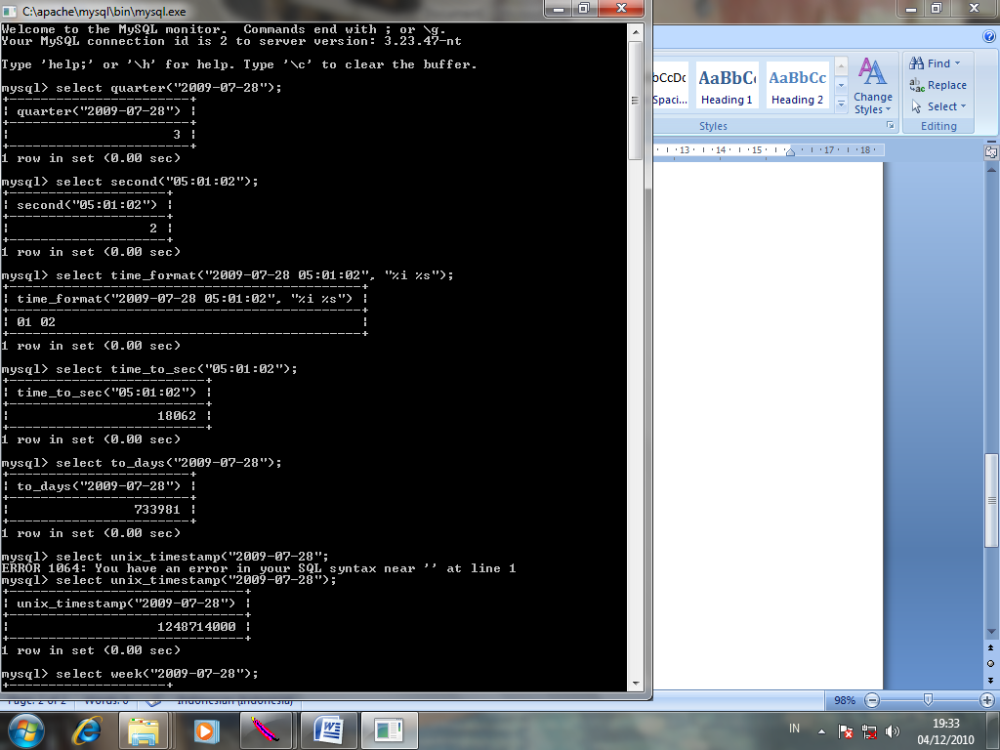 C:\apache\mysql\bin\mysql.exe
Welcome to the MySQL monitor.  Commands end with ; or \g.
Your MySQL connection id is 2 to server version: 3.23.47-nt
Type 'help;' or '\h' for help. Type '\c' to clear the buffer.
mysql> select quarter("2009-07-28");
+-----------------------+
| quarter("2009-07-28") |
+-----------------------+
|                     3 |
+-----------------------+
1 row in set (0.00 sec)
mysql> select second("05:01:02");
+--------------------+
| second("05:01:02") |
+--------------------+
|                  2 |
+--------------------+
1 row in set (0.00 sec)
mysql> select time_format("2009-07-28 05:01:02", "%i %s");
+---------------------------------------------+
| time_format("2009-07-28 05:01:02", "%i %s") |
+---------------------------------------------+
| 01 02                                       |
+---------------------------------------------+
1 row in set (0.00 sec)
mysql> select time_to_sec("05:01:02");
+-------------------------+
| time_to_sec("05:01:02") |
+-------------------------+
|                   18062 |
+-------------------------+
1 row in set (0.00 sec)
mysql> select to_days("2009-07-28");
+-----------------------+
| to_days("2009-07-28") |
+-----------------------+
|                733981 |
+-----------------------+
1 row in set (0.00 sec)
mysql> select unix_timestamp("2009-07-28";
ERROR 1064: You have an error in your SQL syntax near '' at line 1
mysql> select unix_timestamp("2009-07-28");
+------------------------------+
| unix_timestamp("2009-07-28") |
+------------------------------+
|                   1248714000 |
+------------------------------+
1 row in set (0.00 sec)
mysql> select week("2009-07-28");
+--------------------+
bCcDc AaBbCc AaBbCc
Spaci... Heading 1 Heading 2
Change
Styles
Styles
Find
Replace
Select
Editing
13 14 15 17 18
Page: 2 of 2 Words: 0 Indonesian (Indonesia)
98%
IN
19:33
04/12/2010